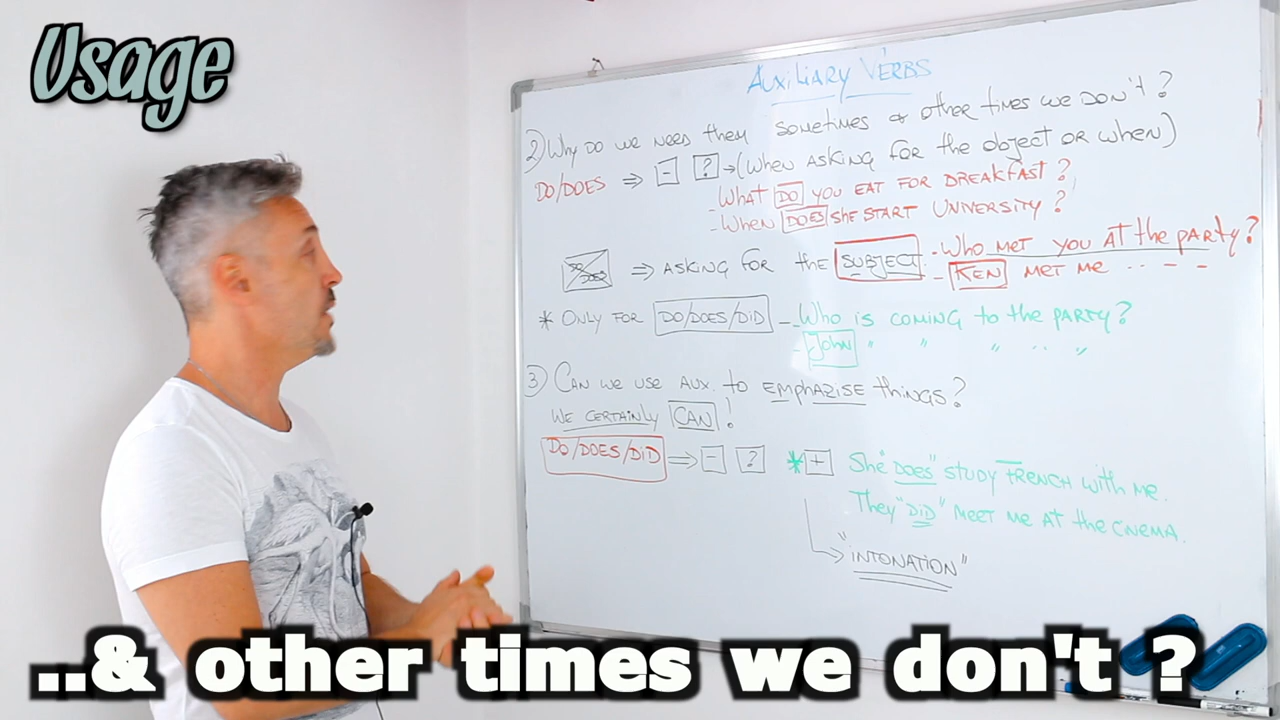 Usage
AUXILIARY VERBS
2) WHY DO WE NEED them sometimes & other times we DON'T?
DO/DOES ⇒ - ? → (WHEN ASKING FOR the object OR when)
- WHAT DO YOU EAT FOR BREAKFAST?
- WHEN DOES SHE START UNIVERSITY?
DO/DOES ⇒ ASKING FOR the SUBJECT - Who MET YOU AT the PARTY?
- KEN MET ME .. - -
* ONLY FOR DO/DOES/DiD - Who is COMING to the PARTY?
- John " " " " "
3) CAN WE USE AUX. to EMPhAZISE things?
WE CERTAINLY CAN!
DO/DOES/DiD ⇒ - ? * + She "DOES" STUDY FRENCH WITH ME.
They "DiD" MEET ME AT the CINEMA.
"INTONATION"
..& other times we don't ?